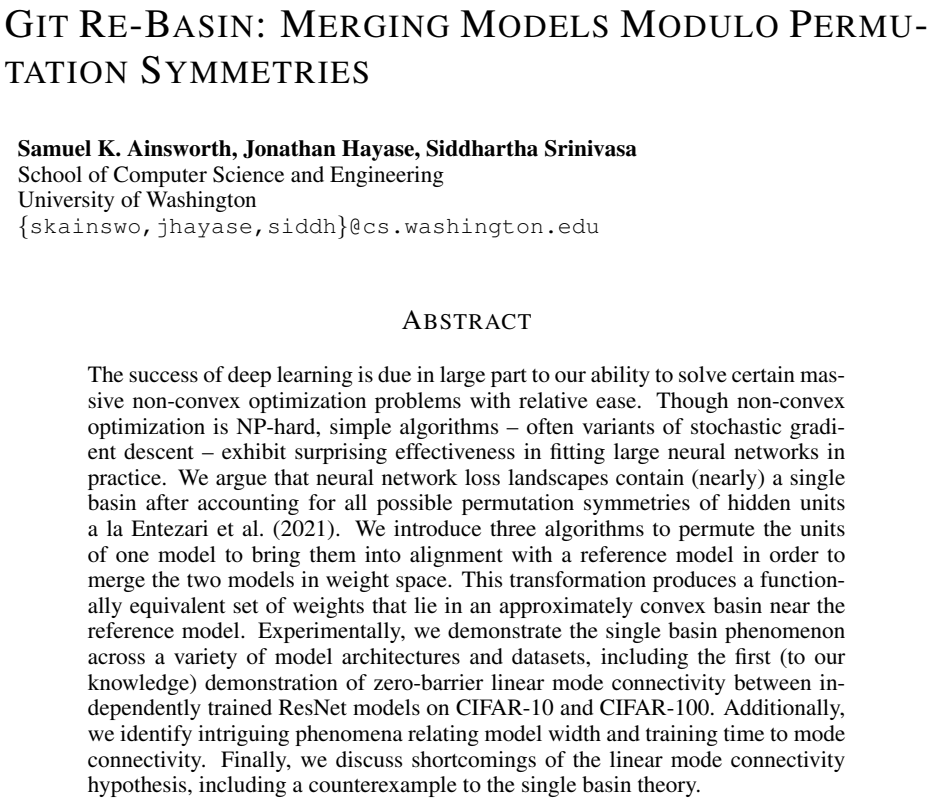 GIT RE-BASIN: MERGING MODELS MODULO PERMU-
TATION SYMMETRIES
Samuel K. Ainsworth, Jonathan Hayase, Siddhartha Srinivasa
School of Computer Science and Engineering
University of Washington
{skainswo,jhayase,siddh}@cs.washington.edu
ABSTRACT
The success of deep learning is due in large part to our ability to solve certain mas-
sive non-convex optimization problems with relative ease. Though non-convex
optimization is NP-hard, simple algorithms – often variants of stochastic gradi-
ent descent – exhibit surprising effectiveness in fitting large neural networks in
practice. We argue that neural network loss landscapes contain (nearly) a single
basin after accounting for all possible permutation symmetries of hidden units
a la Entezari et al. (2021). We introduce three algorithms to permute the units
of one model to bring them into alignment with a reference model in order to
merge the two models in weight space. This transformation produces a function-
ally equivalent set of weights that lie in an approximately convex basin near the
reference model. Experimentally, we demonstrate the single basin phenomenon
across a variety of model architectures and datasets, including the first (to our
knowledge) demonstration of zero-barrier linear mode connectivity between in-
dependently trained ResNet models on CIFAR-10 and CIFAR-100. Additionally,
we identify intriguing phenomena relating model width and training time to mode
connectivity. Finally, we discuss shortcomings of the linear mode connectivity
hypothesis, including a counterexample to the single basin theory.